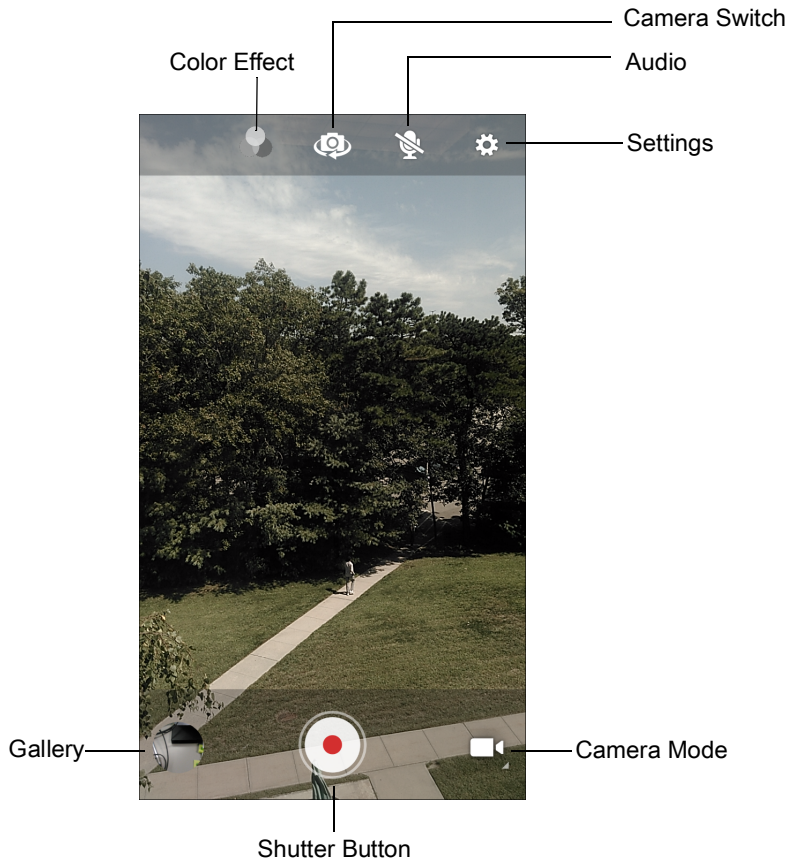 Camera Switch
Color Effect
Audio
Settings
Gallery
Camera Mode
Shutter Button